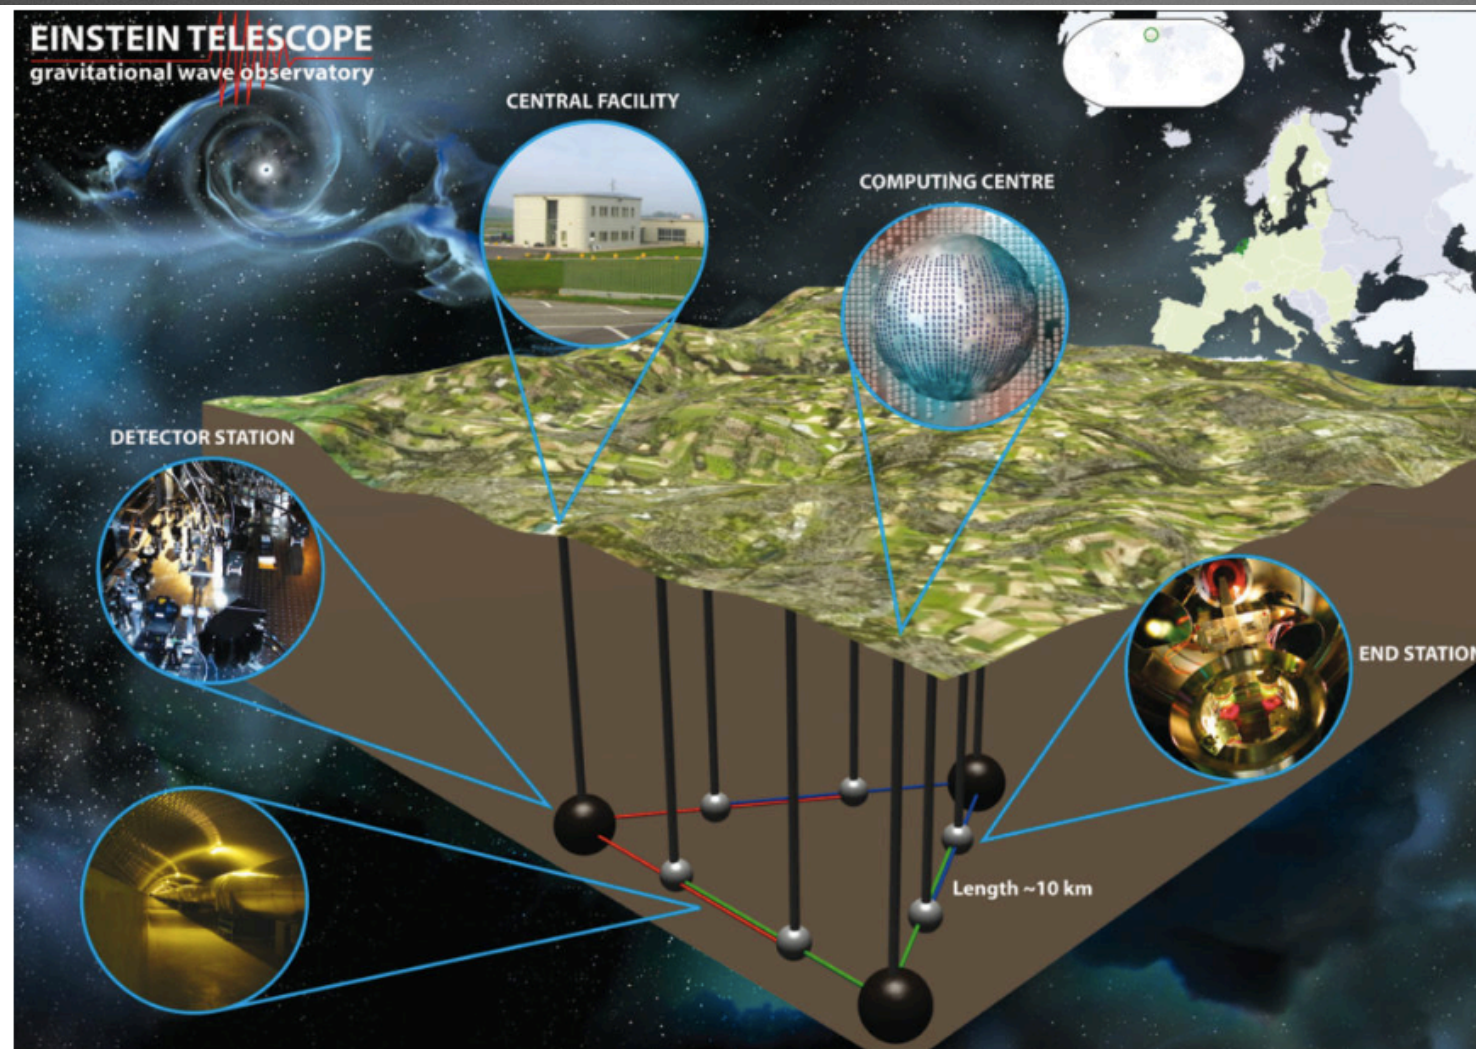 EINSTEIN TELESCOPE
gravitational wave observatory
CENTRAL FACILITY
COMPUTING CENTRE
DETECTOR STATION
END STATION
Length ~10 km